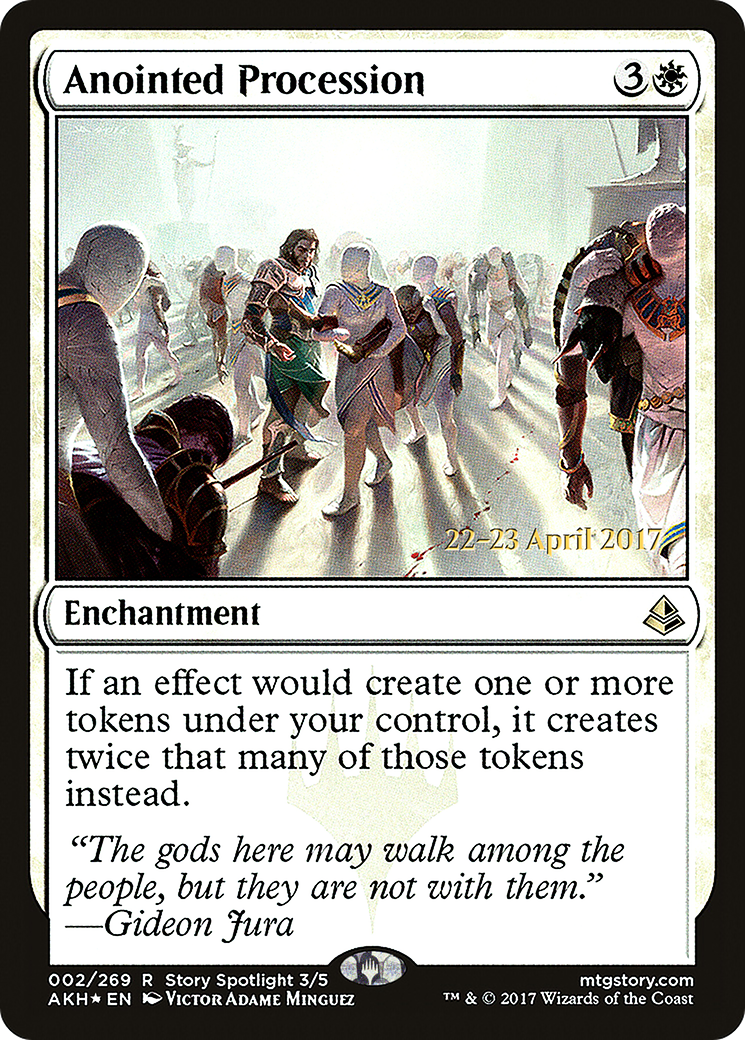 Anointed Procession 3
22–23 April 2017
Enchantment
If an effect would create one or more
tokens under your control, it creates
twice that many of those tokens
instead.
“The gods here may walk among the
people, but they are not with them.”
—Gideon Jura
002/269 R Story Spotlight 3/5
mtgstory.com
AKH★EN Victor Adame Minguez
™ & © 2017 Wizards of the Coast